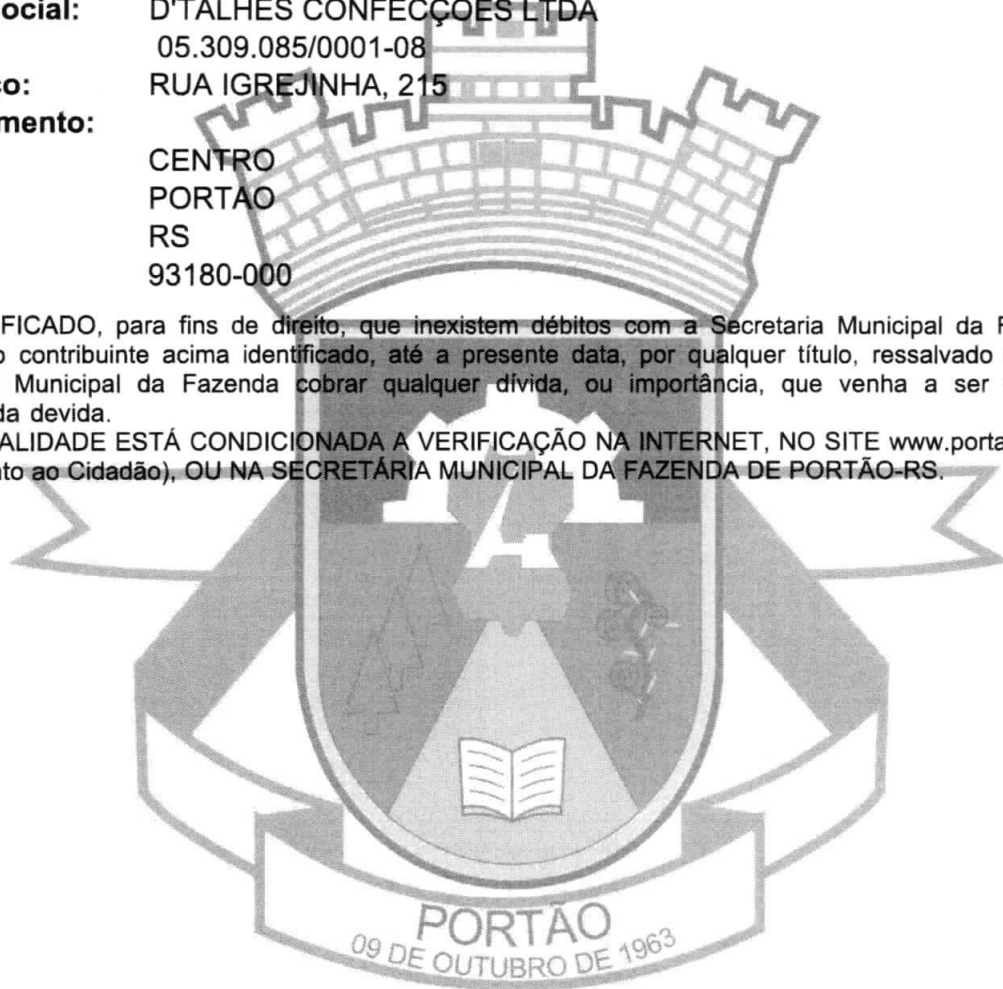 ocial: D'TALHES CONFECÇÕES LTDA
05.309.085/0001-08
ço: RUA IGREJINHA, 215
mento:
CENTRO
PORTAO
RS
93180-000
FICADO, para fins de direito, que inexistem débitos com a Secretaria Municipal da F
o contribuinte acima identificado, até a presente data, por qualquer título, ressalvado
Municipal da Fazenda cobrar qualquer dívida, ou importância, que venha a ser
da devida.
ALIDADE ESTÁ CONDICIONADA A VERIFICAÇÃO NA INTERNET, NO SITE www.porta
nto ao Cidadão), OU NA SECRETÁRIA MUNICIPAL DA FAZENDA DE PORTÃO-RS.
PORTÃO
09 DE OUTUBRO DE 1963